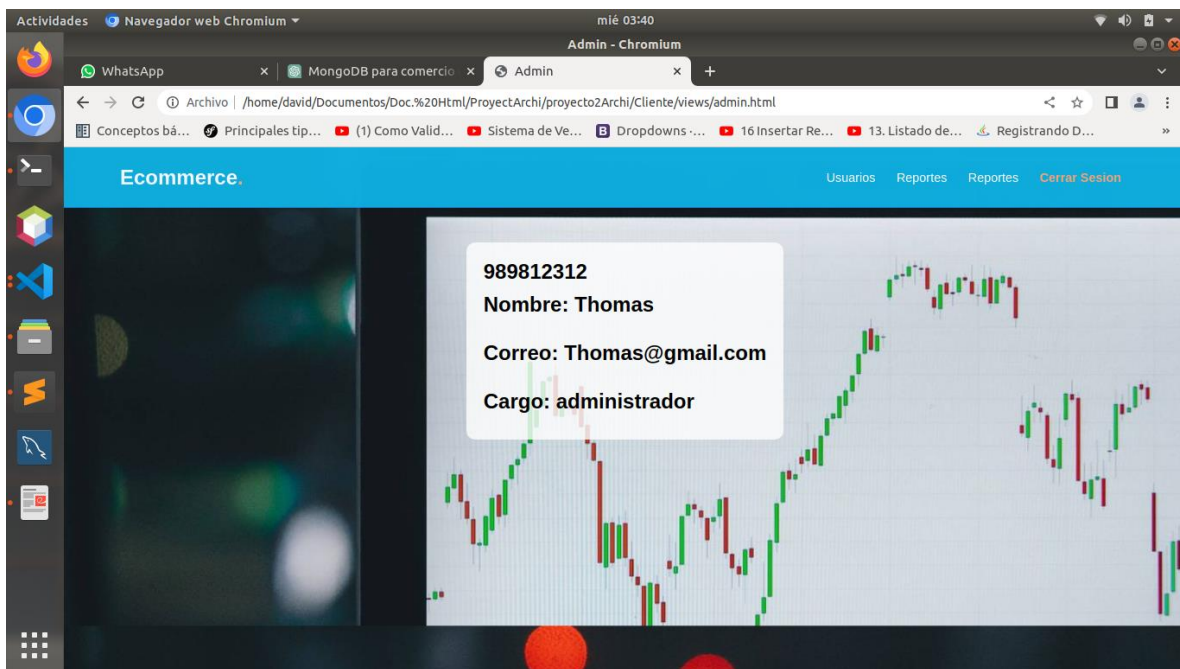 Actividades Navegador web Chromium mié 03:40
Admin - Chromium
WhatsApp MongoDB para comercio Admin
Archivo /home/david/Documentos/Doc.%20Html/ProyectArchi/proyecto2Archi/Cliente/views/admin.html
Conceptos bá... Principales tip... (1) Como Valid... Sistema de Ve... Dropdowns ·... 16 Insertar Re... 13. Listado de... Registrando D... »
Ecommerce. Usuarios Reportes Reportes Cerrar Sesion
989812312
Nombre: Thomas
Correo: Thomas@gmail.com
Cargo: administrador